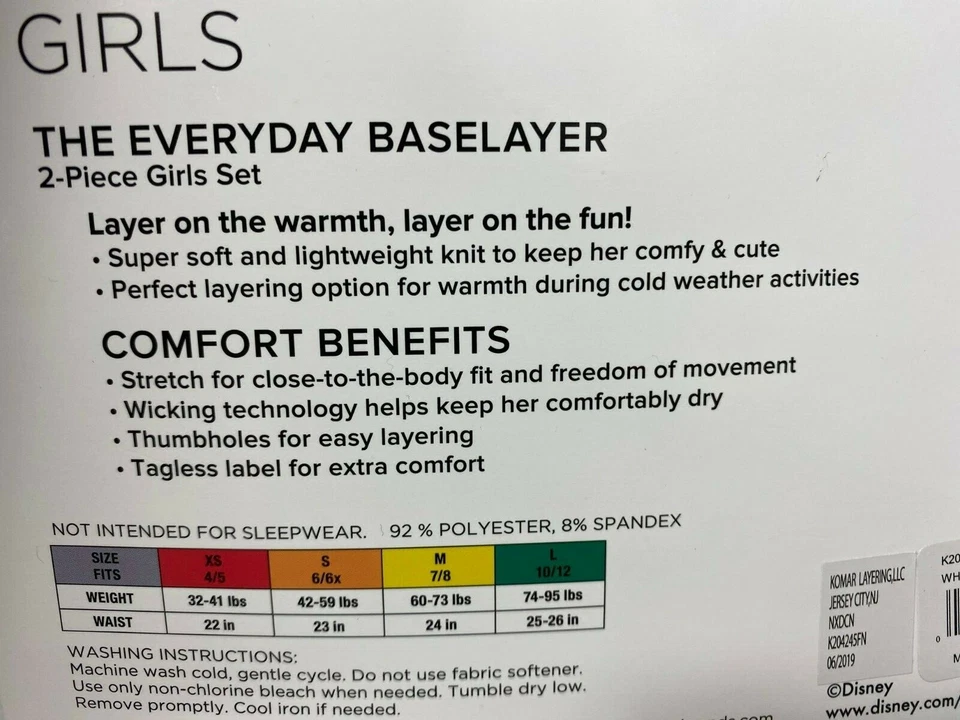 GIRLS
THE EVERYDAY BASELAYER
2-Piece Girls Set
Layer on the warmth, layer on the fun!
• Super soft and lightweight knit to keep her comfy & cute
• Perfect layering option for warmth during cold weather activities
COMFORT BENEFITS
• Stretch for close-to-the-body fit and freedom of movement
• Wicking technology helps keep her comfortably dry
• Thumbholes for easy layering
• Tagless label for extra comfort
NOT INTENDED FOR SLEEPWEAR. 92 % POLYESTER, 8% SPANDEX
SIZE XS S M L
FITS 4/5 6/6x 7/8 10/12
WEIGHT 32-41 lbs 42-59 lbs 60-73 lbs 74-95 lbs
WAIST 22 in 23 in 24 in 25-26 in
WASHING INSTRUCTIONS:
Machine wash cold, gentle cycle. Do not use fabric softener.
Use only non-chlorine bleach when needed. Tumble dry low.
Remove promptly. Cool iron if needed.
KOMAR LAYERING,LLC
JERSEY CITY,NJ
NXDCN
K204245FN
06/2019
K20
WH
0
M
©Disney
www.disney.com/